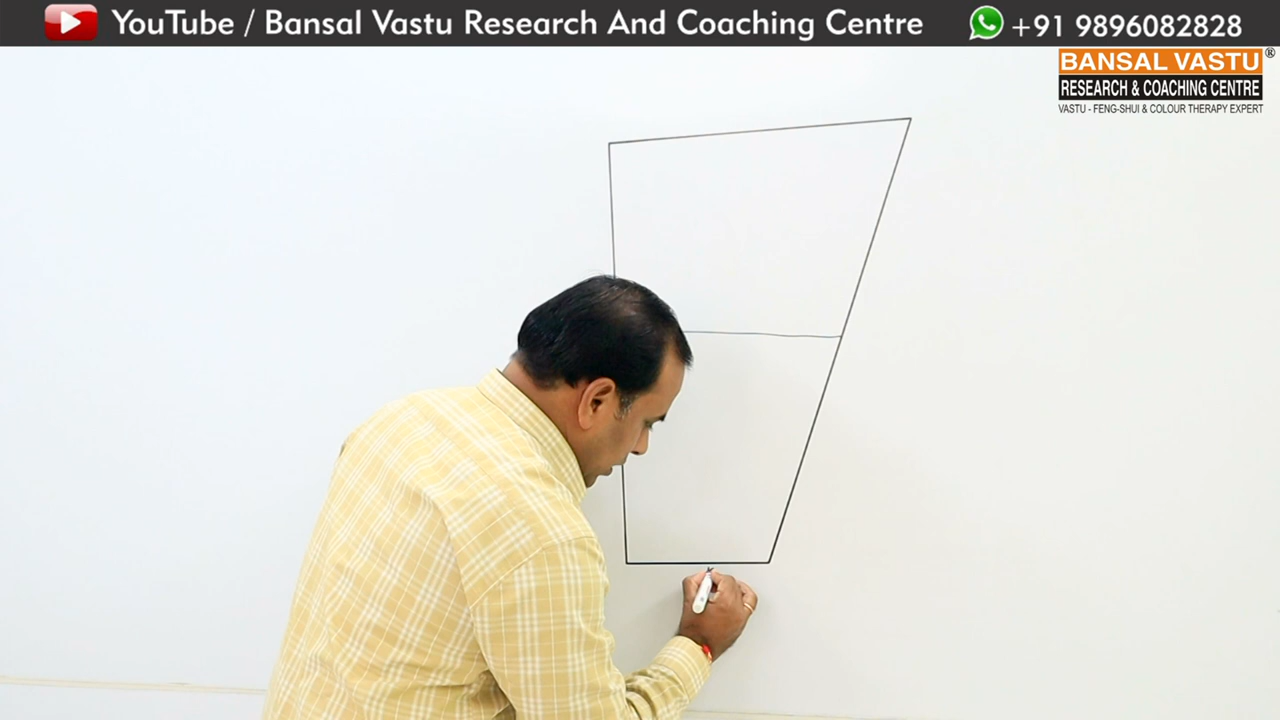 YouTube / Bansal Vastu Research And Coaching Centre
+91 9896082828
BANSAL VASTU ®
RESEARCH & COACHING CENTRE
VASTU - FENG-SHUI & COLOUR THERAPY EXPERT